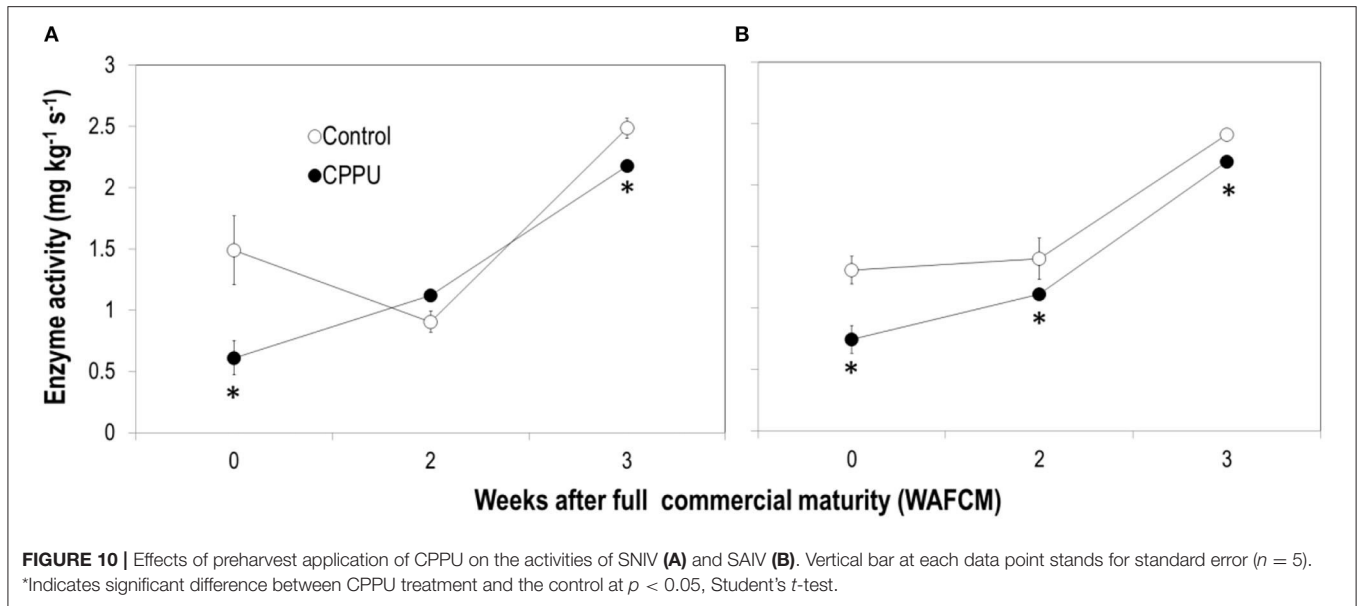 A
B
3
2.5
2
1.5
1
0.5
0
Enzyme activity (mg kg⁻¹ s⁻¹)
Control
CPPU
*
*
*
*
*
0 2 3
0 2 3
Weeks after full commercial maturity (WAFCM)
FIGURE 10 | Effects of preharvest application of CPPU on the activities of SNIV (A) and SAIV (B). Vertical bar at each data point stands for standard error (n = 5).
*Indicates significant difference between CPPU treatment and the control at p < 0.05, Student's t-test.